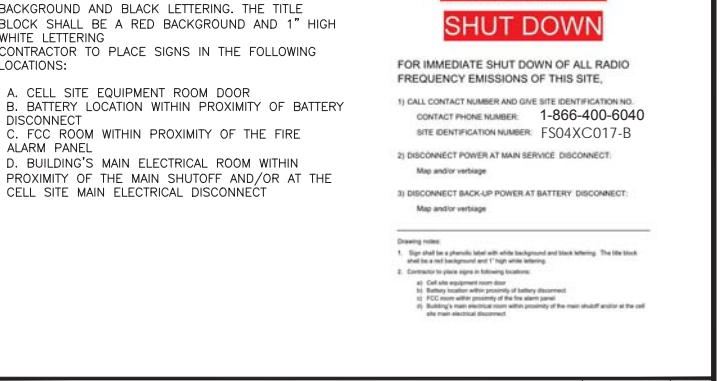 BACKGROUND AND BLACK LETTERING. THE TITLE
BLOCK SHALL BE A RED BACKGROUND AND 1" HIGH
WHITE LETTERING
CONTRACTOR TO PLACE SIGNS IN THE FOLLOWING
LOCATIONS:
A. CELL SITE EQUIPMENT ROOM DOOR
B. BATTERY LOCATION WITHIN PROXIMITY OF BATTERY
DISCONNECT
C. FCC ROOM WITHIN PROXIMITY OF THE FIRE
ALARM PANEL
D. BUILDING'S MAIN ELECTRICAL ROOM WITHIN
PROXIMITY OF THE MAIN SHUTOFF AND/OR AT THE
CELL SITE MAIN ELECTRICAL DISCONNECT
SHUT DOWN
FOR IMMEDIATE SHUT DOWN OF ALL RADIO
FREQUENCY EMISSIONS OF THIS SITE,
1) CALL CONTACT NUMBER AND GIVE SITE IDENTIFICATION NO.
CONTACT PHONE NUMBER: 1-866-400-6040
SITE IDENTIFICATION NUMBER: FS04XC017-B
2) DISCONNECT POWER AT MAIN SERVICE DISCONNECT:
Map and/or verbiage
3) DISCONNECT BACK-UP POWER AT BATTERY DISCONNECT:
Map and/or verbiage
Drawing notes:
1. Sign shall be a phenolic label with white background and black lettering. The title block
shall be a red background and 1" high white lettering.
2. Contractor to place signs in following locations:
a) Cell site equipment room door
b) Battery location within proximity of battery disconnect
c) FCC room within proximity of the fire alarm panel
d) Building's main electrical room within proximity of the main shutoff and/or at the cell
site main electrical disconnect